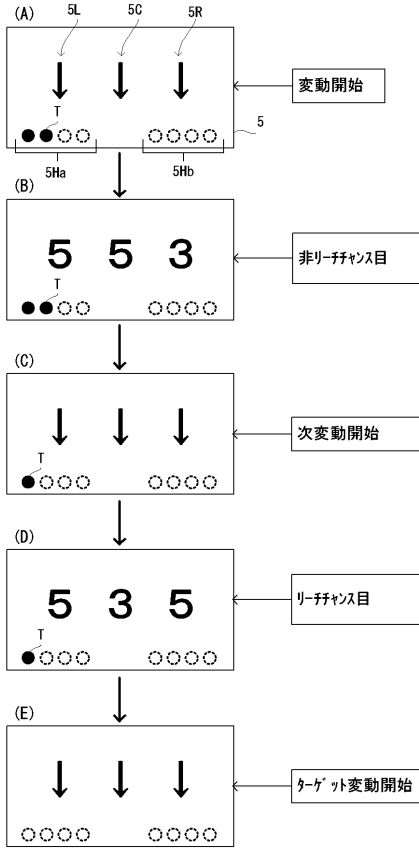 (A)
5L
5C
5R
T
変動開始
5
5Ha
5Hb
(B)
5 5 3
T
非リーチチャンス目
(C)
T
次変動開始
(D)
5 3 5
T
リーチチャンス目
(E)
ターゲット変動開始